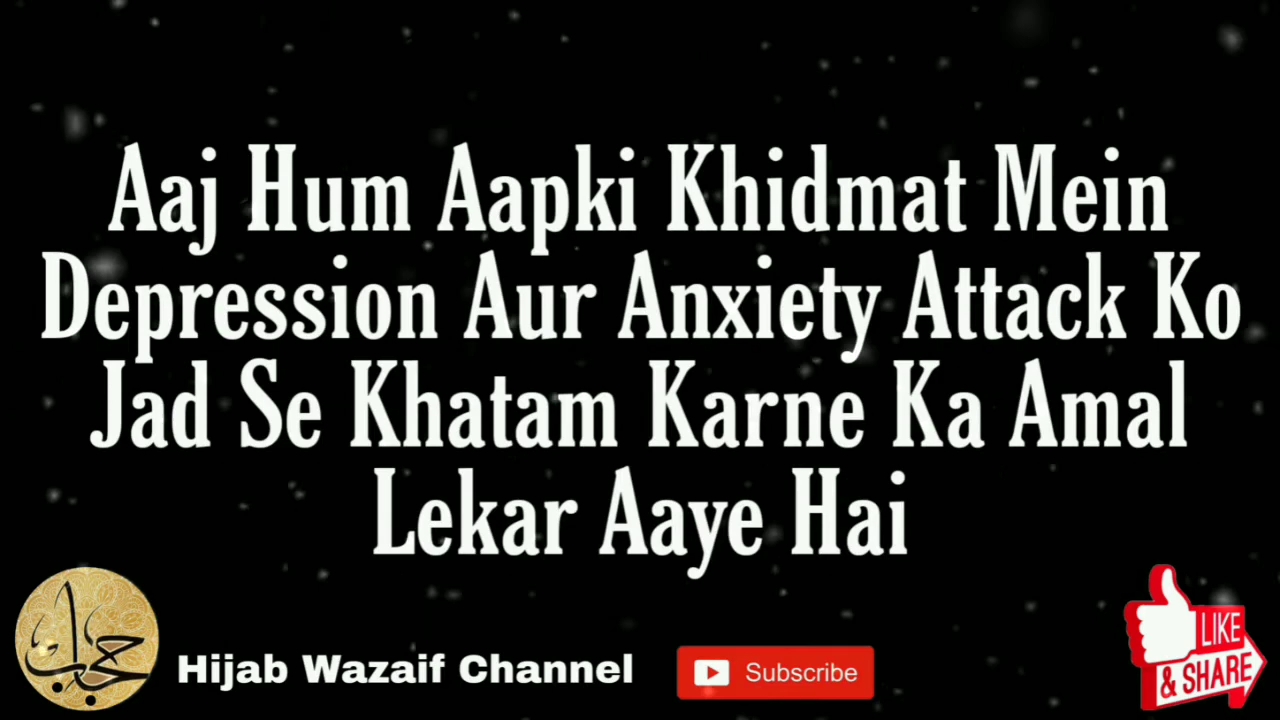 Aaj Hum Aapki Khidmat Mein
Depression Aur Anxiety Attack Ko
Jad Se Khatam Karne Ka Amal
Lekar Aaye Hai
حجاب
Hijab Wazaif Channel
Subscribe
LIKE
& SHARE